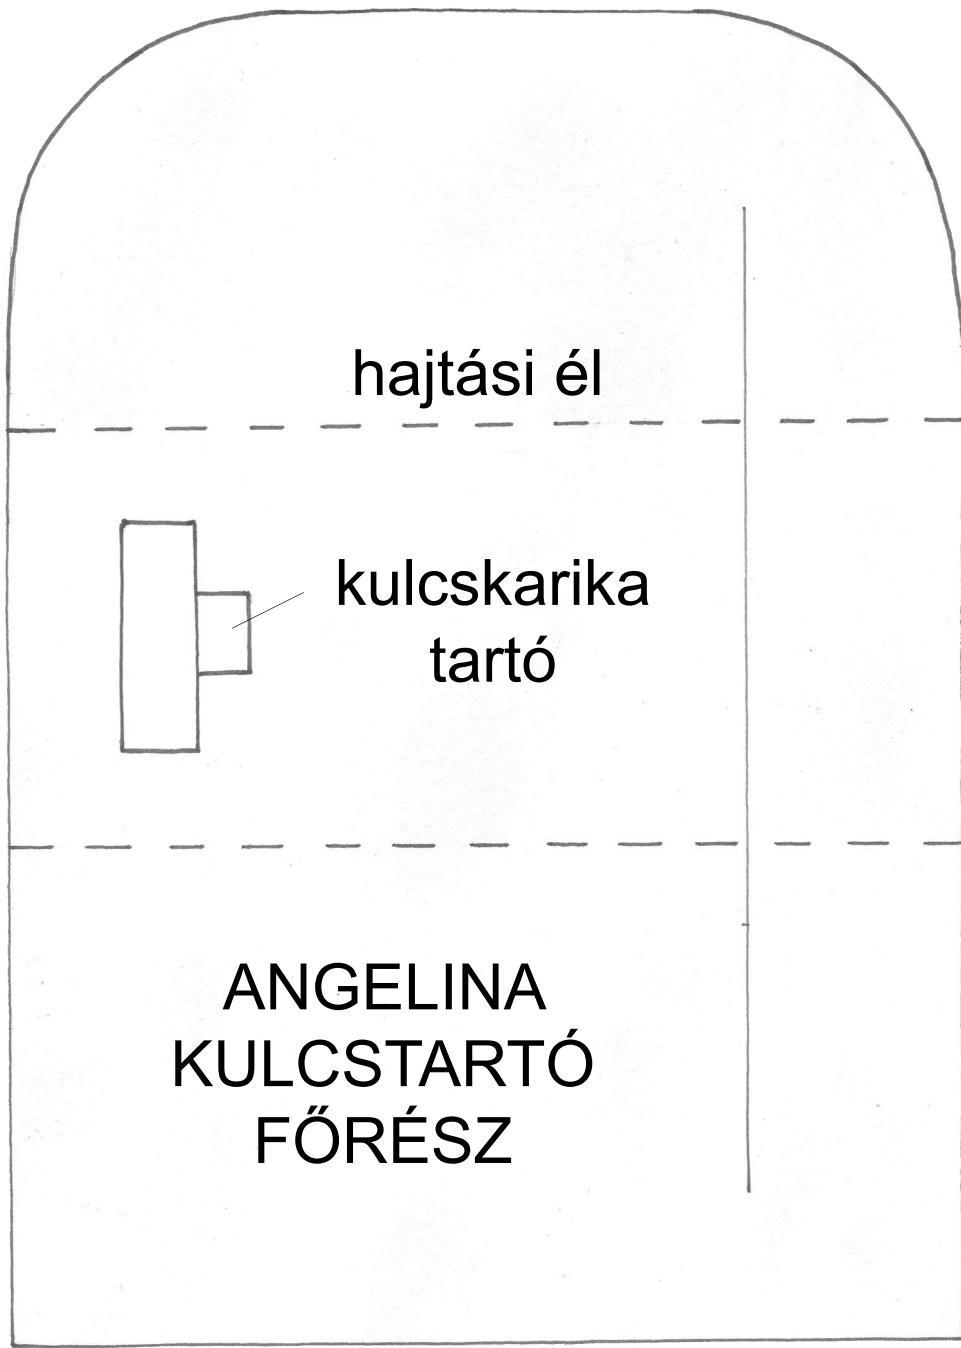 hajtási él
kulcskarika
tartó
ANGELINA
KULCSTARTÓ
FŐRÉSZ